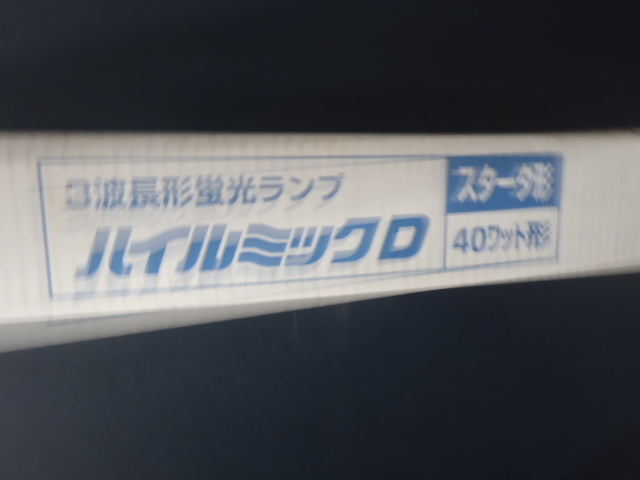 3波長形蛍光ランプ
ハイルミックD
スタータ形
40ワット形